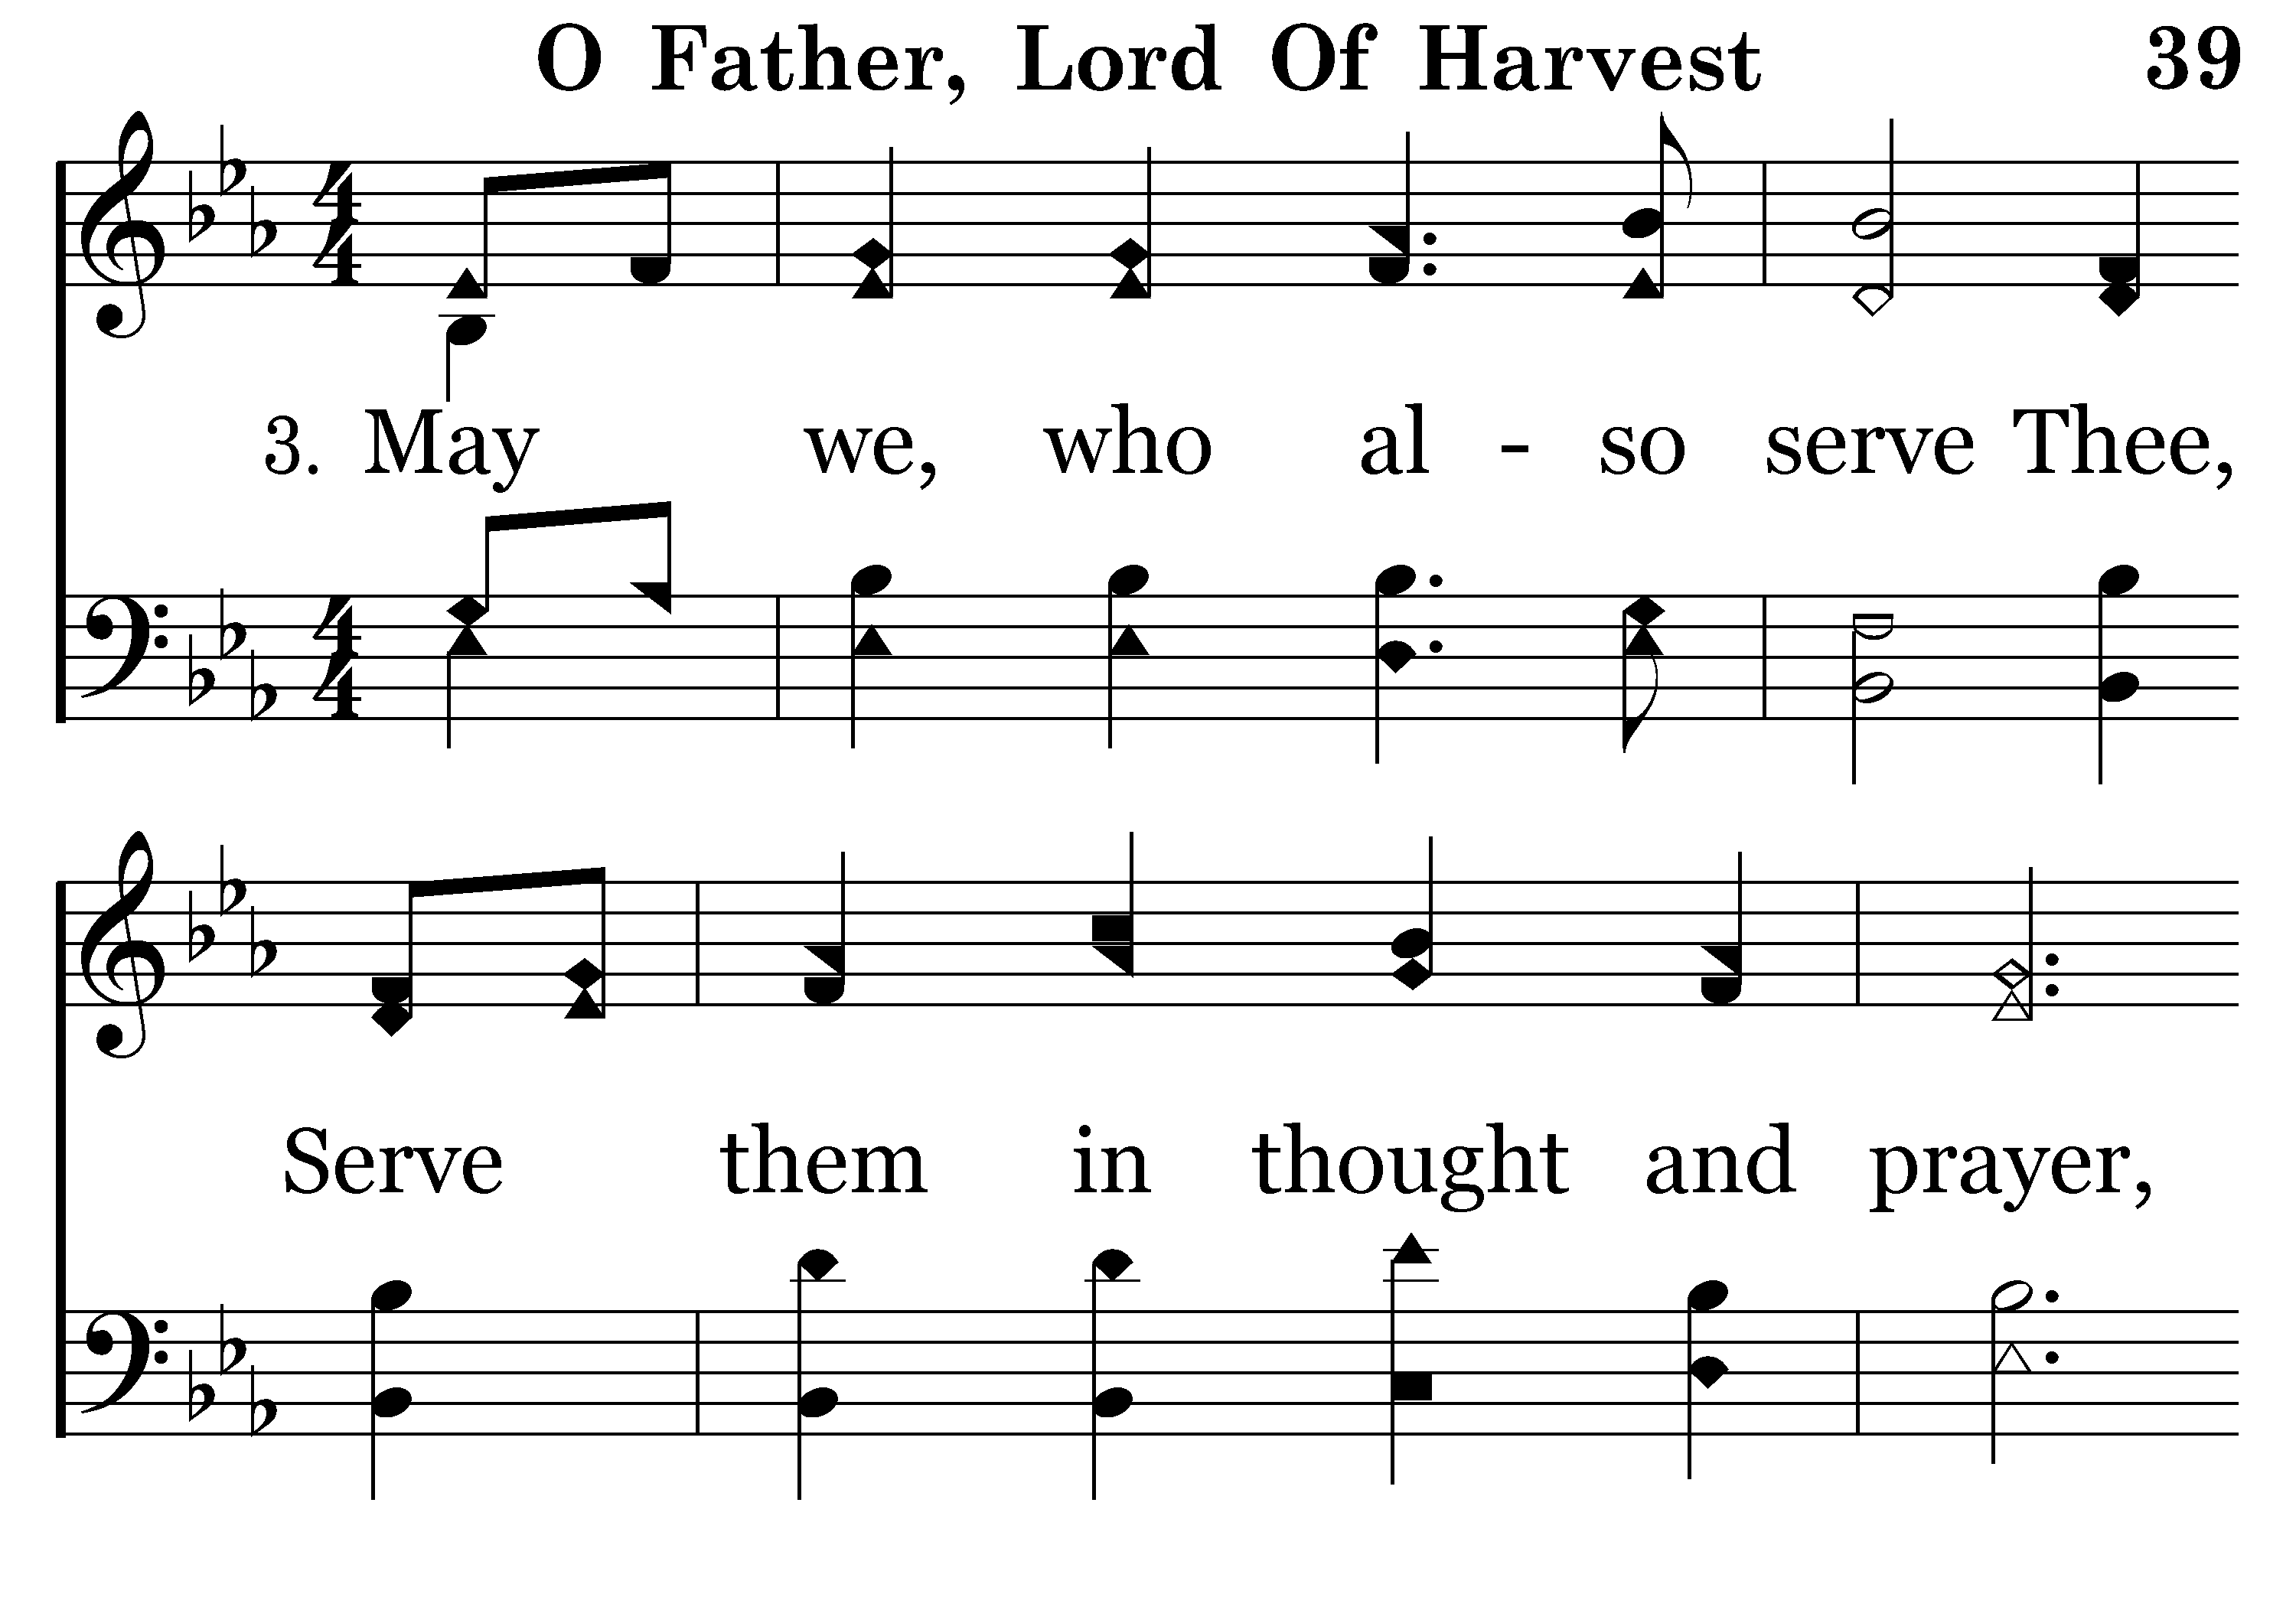 O Father, Lord Of Harvest 39
3. May we, who al - so serve Thee,
Serve them in thought and prayer,